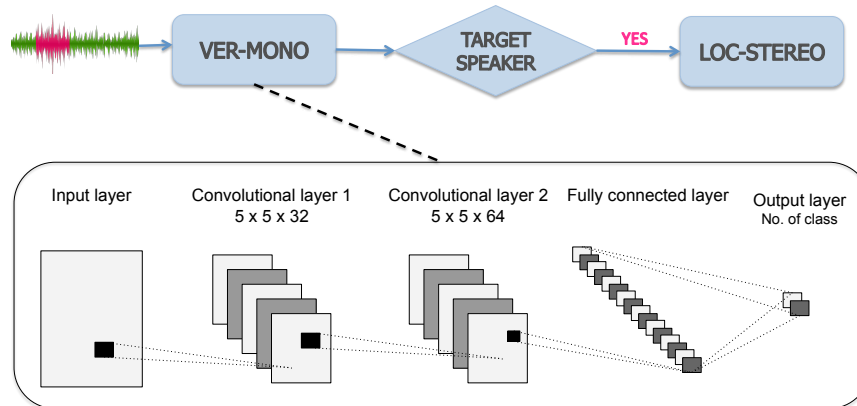 VER-MONO
TARGET
SPEAKER
YES
LOC-STEREO
Input layer
Convolutional layer 1
5 x 5 x 32
Convolutional layer 2
5 x 5 x 64
Fully connected layer
Output layer
No. of class